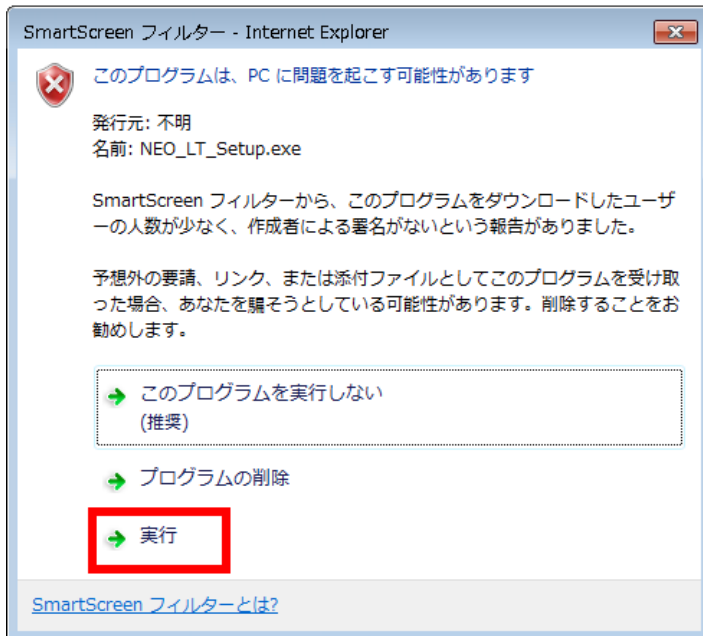 SmartScreen フィルター - Internet Explorer
このプログラムは、PC に問題を起こす可能性があります
発行元: 不明
名前: NEO_LT_Setup.exe
SmartScreen フィルターから、このプログラムをダウンロードしたユーザ
ーの人数が少なく、作成者による署名がないという報告がありました。
予想外の要請、リンク、または添付ファイルとしてこのプログラムを受け取
った場合、あなたを騙そうとしている可能性があります。削除することをお
勧めします。
このプログラムを実行しない
(推奨)
プログラムの削除
実行
SmartScreen フィルターとは?